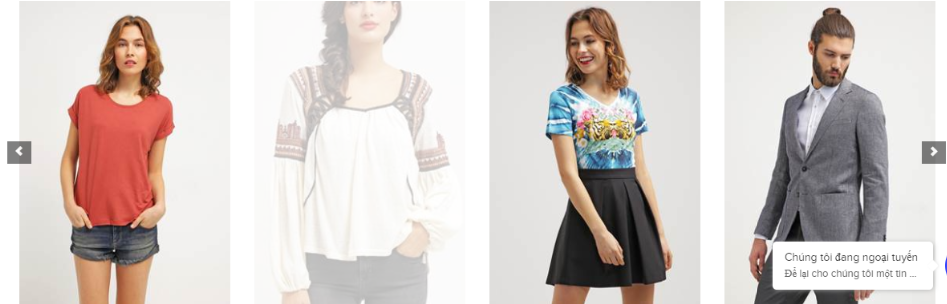 Chúng tôi đang ngoại tuyến
Để lại cho chúng tôi một tin ...